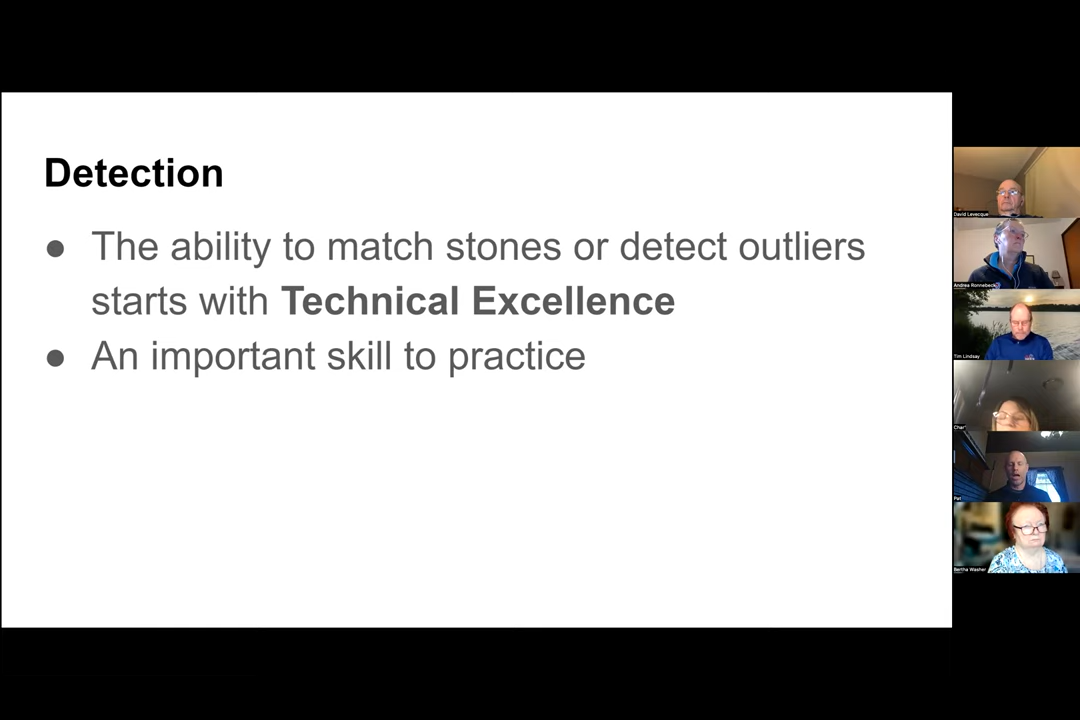 Detection
● The ability to match stones or detect outliers
starts with Technical Excellence
● An important skill to practice
David Levecque
Andrea Ronnebeck
Tim Lindsay
Pat
Bertha Washer